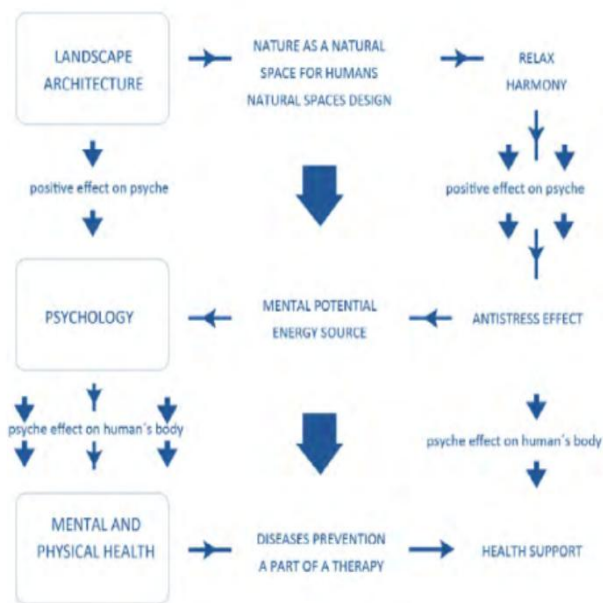 LANDSCAPE
ARCHITECTURE
NATURE AS A NATURAL
SPACE FOR HUMANS
NATURAL SPACES DESIGN
RELAX
HARMONY
positive effect on psyche
positive effect on psyche
PSYCHOLOGY
MENTAL POTENTIAL
ENERGY SOURCE
ANTISTRESS EFFECT
psyche effect on human´s body
psyche effect on human´s body
MENTAL AND
PHYSICAL HEALTH
DISEASES PREVENTION
A PART OF A THERAPY
HEALTH SUPPORT